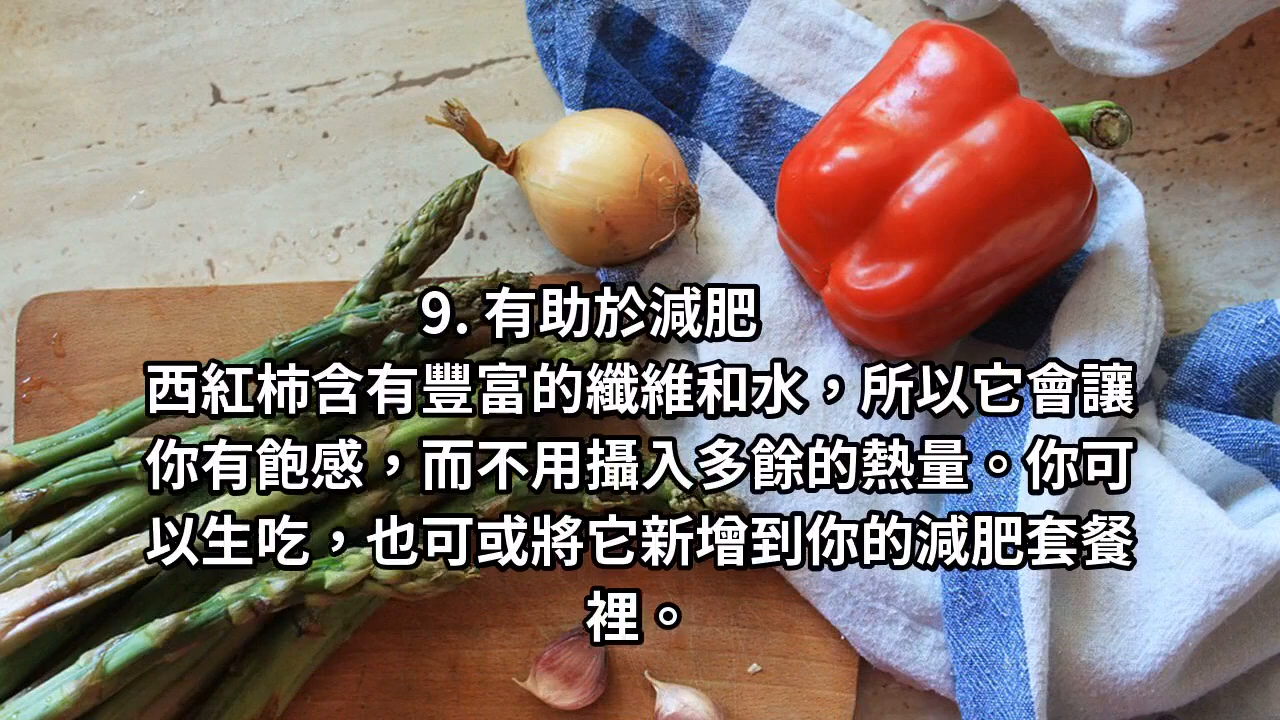 9. 有助於減肥
西紅柿含有豐富的纖維和水，所以它會讓
你有飽感，而不用攝入多餘的熱量。你可
以生吃，也可或將它新增到你的減肥套餐
裡。